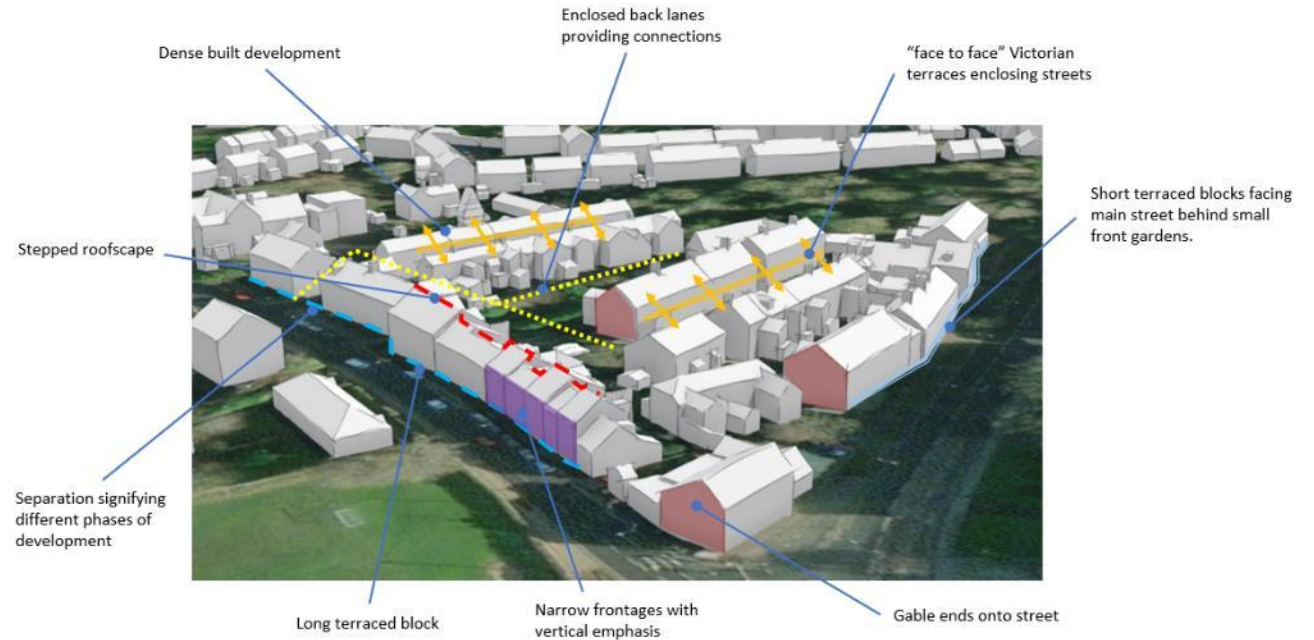 Enclosed back lanes
providing connections
Dense built development
“face to face” Victorian
terraces enclosing streets
Short terraced blocks facing
main street behind small
front gardens.
Stepped roofscape
Separation signifying
different phases of
development
Long terraced block
Narrow frontages with
vertical emphasis
Gable ends onto street